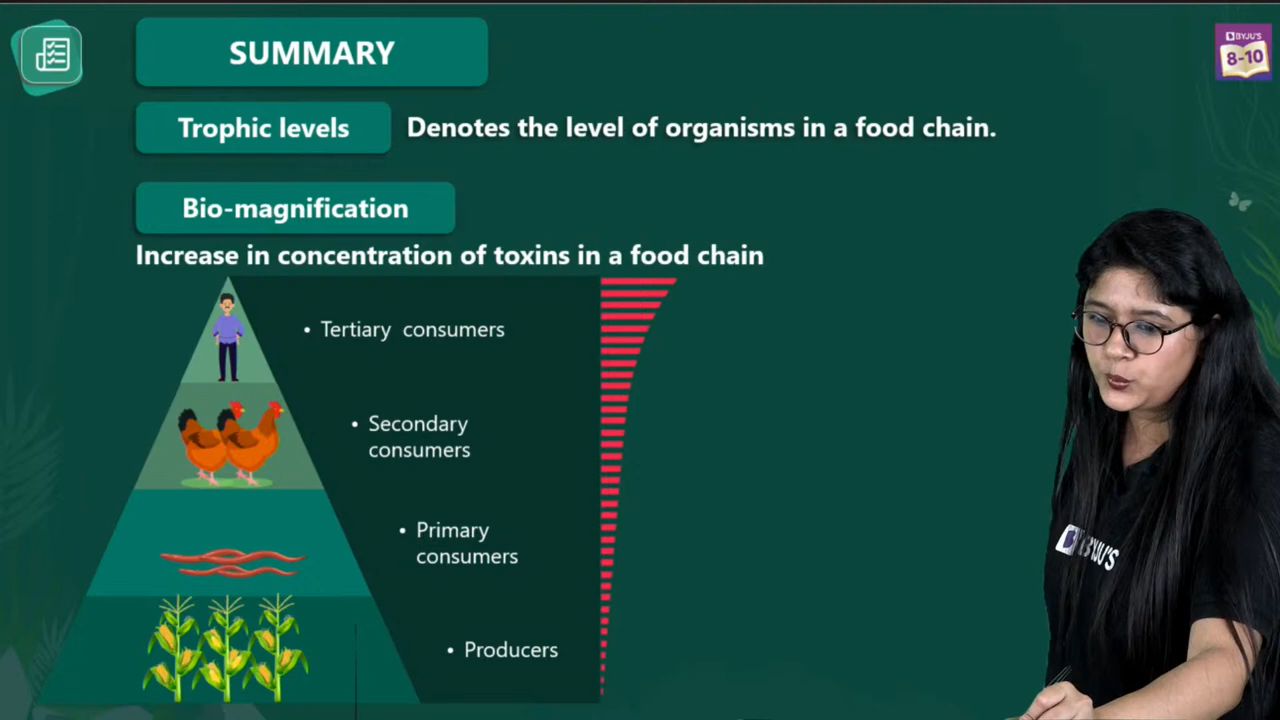 SUMMARY
BYJU'S
8-10
Trophic levels
Denotes the level of organisms in a food chain.
Bio-magnification
Increase in concentration of toxins in a food chain
• Tertiary consumers
• Secondary
consumers
• Primary
consumers
• Producers
BYJU'S